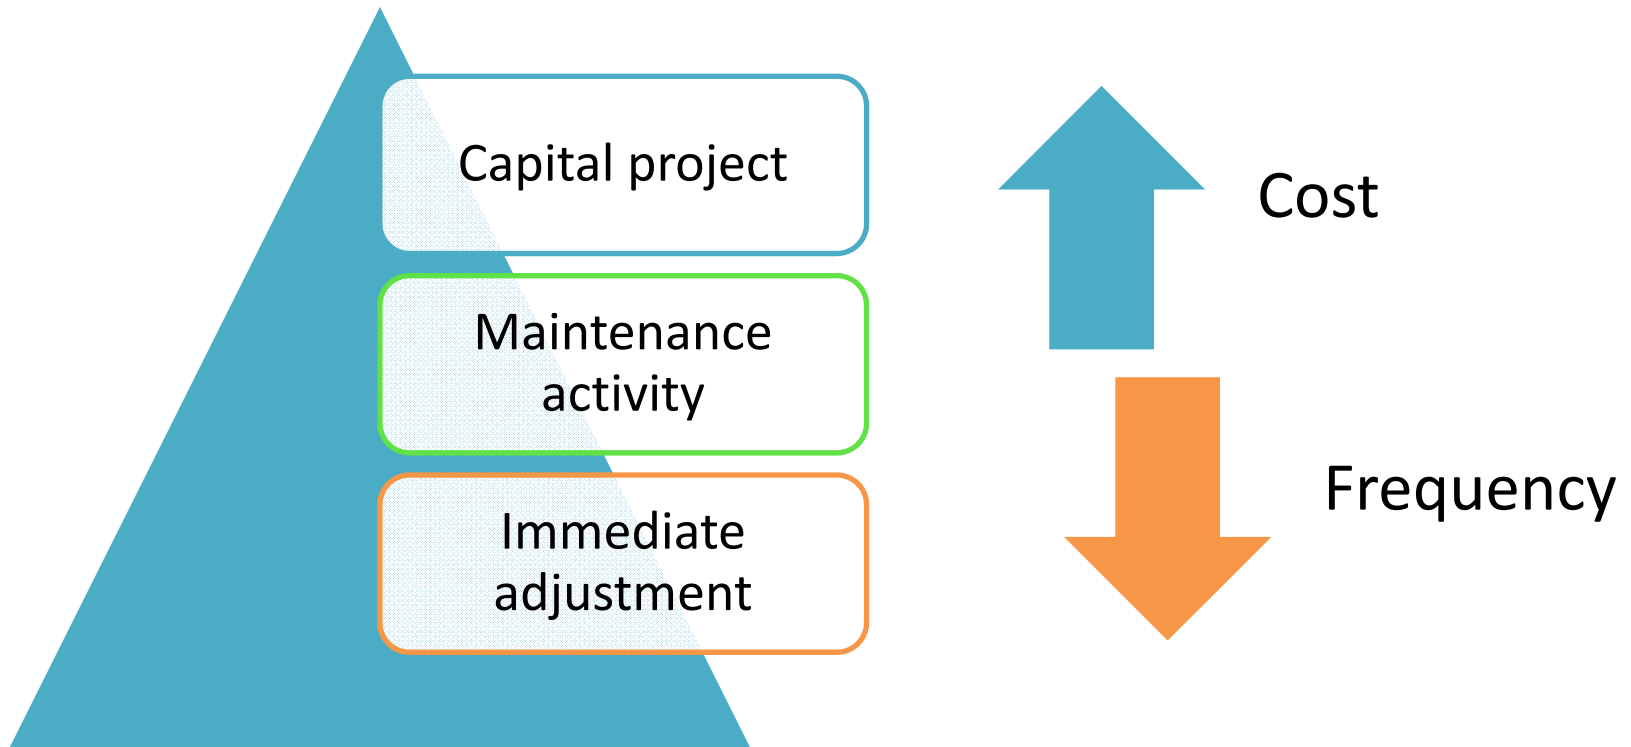 Capital project
Maintenance
activity
Immediate
adjustment
Cost
Frequency